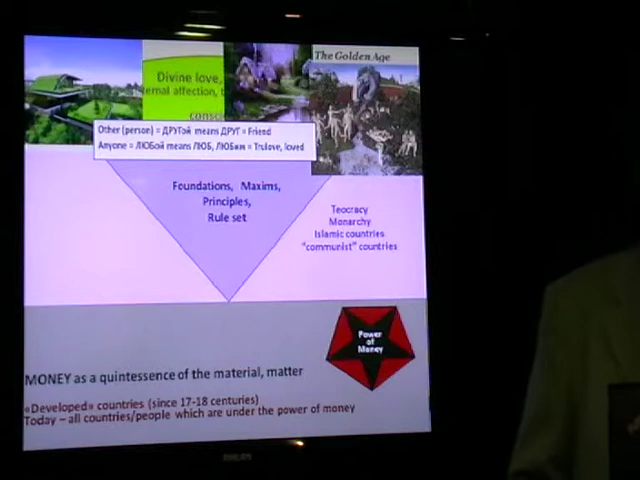 The Golden Age
Divine love,
ernal affection, t
consc
Other (person) = ДРУГой means ДРУГ = Friend
Anyone = ЛЮБой means ЛЮБ, ЛЮБим = Trulove, loved
Foundations, Maxims,
Principles,
Rule set
Teocracy
Monarchy
Islamic countries
"communist" countries
Power
of
Money
MONEY as a quintessence of the material, matter
«Developed» countries (since 17-18 centuries)
Today – all countries/people which are under the power of money
PHILIPS